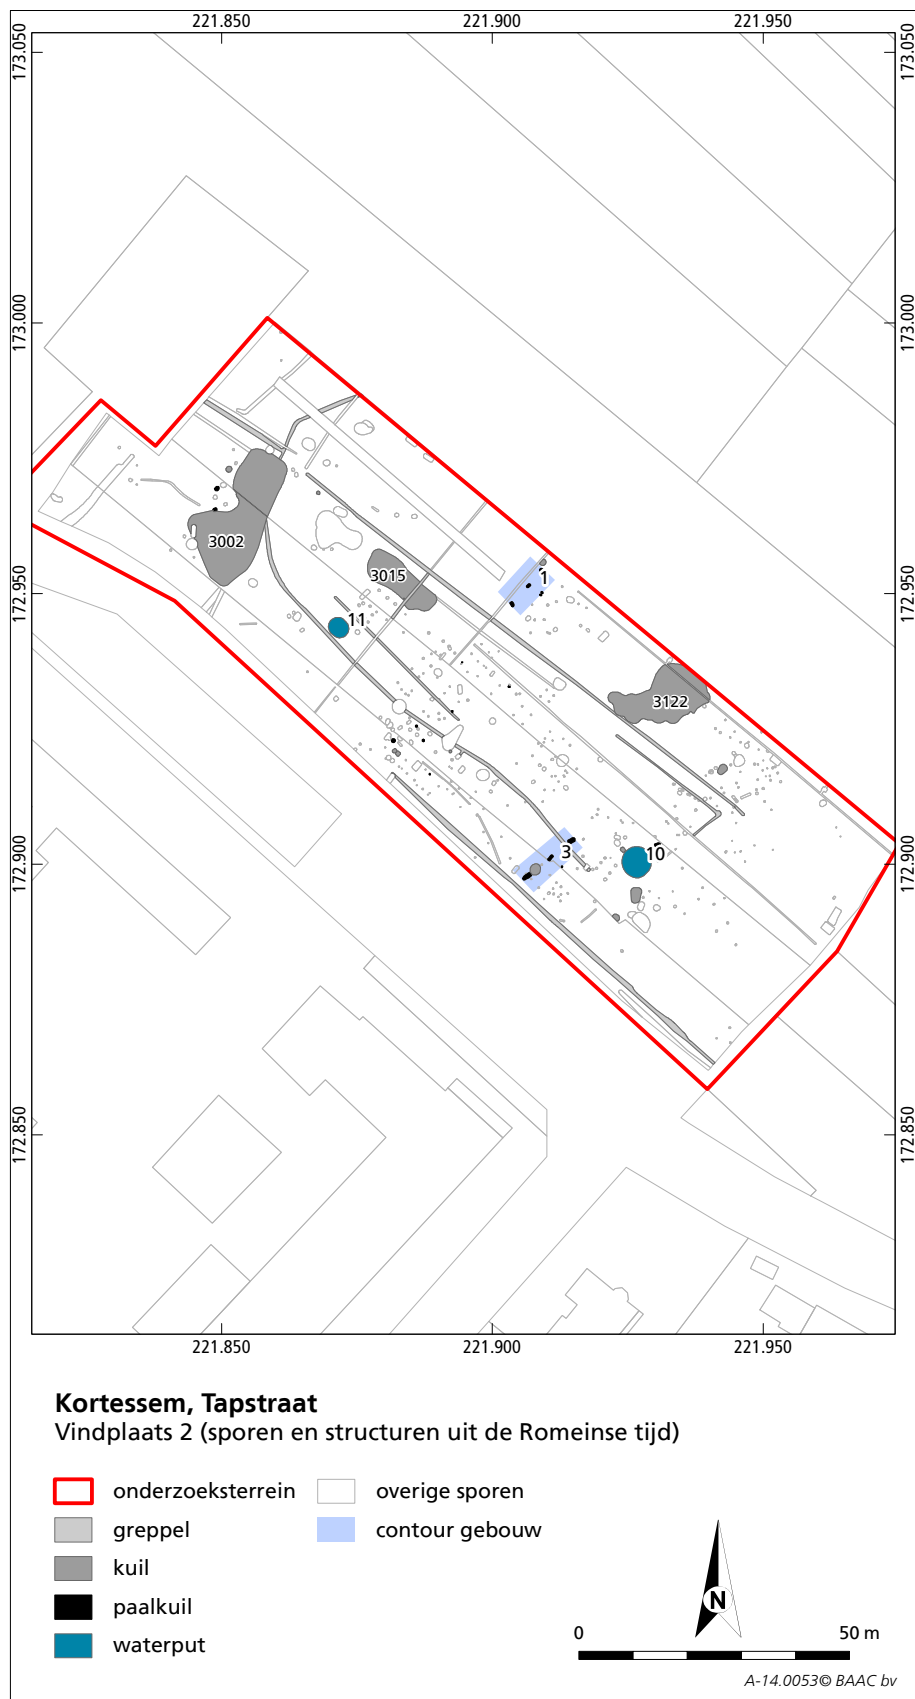 221.850 221.900 221.950
173.050 173.050
173.000 173.000
3002
3015
1
172.950 172.950
11
3122
3
10
172.900 172.900
172.850 172.850
221.850 221.900 221.950
Kortessem, Tapstraat
Vindplaats 2 (sporen en structuren uit de Romeinse tijd)
onderzoeksterrein
greppel
kuil
paalkuil
waterput
overige sporen
contour gebouw
N
0 50 m
A-14.0053© BAAC bv